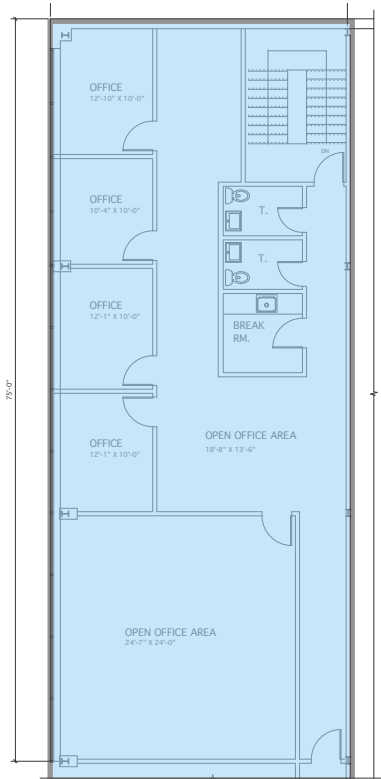 OFFICE
12'-10" X 10'-0"
DN
OFFICE
10'-4" X 10'-0"
T.
T.
OFFICE
12'-1" X 10'-0"
BREAK
RM.
75'-0"
OFFICE
12'-1" X 10'-0"
OPEN OFFICE AREA
18'-8" X 13'-6"
OPEN OFFICE AREA
24'-7" X 24'-0"